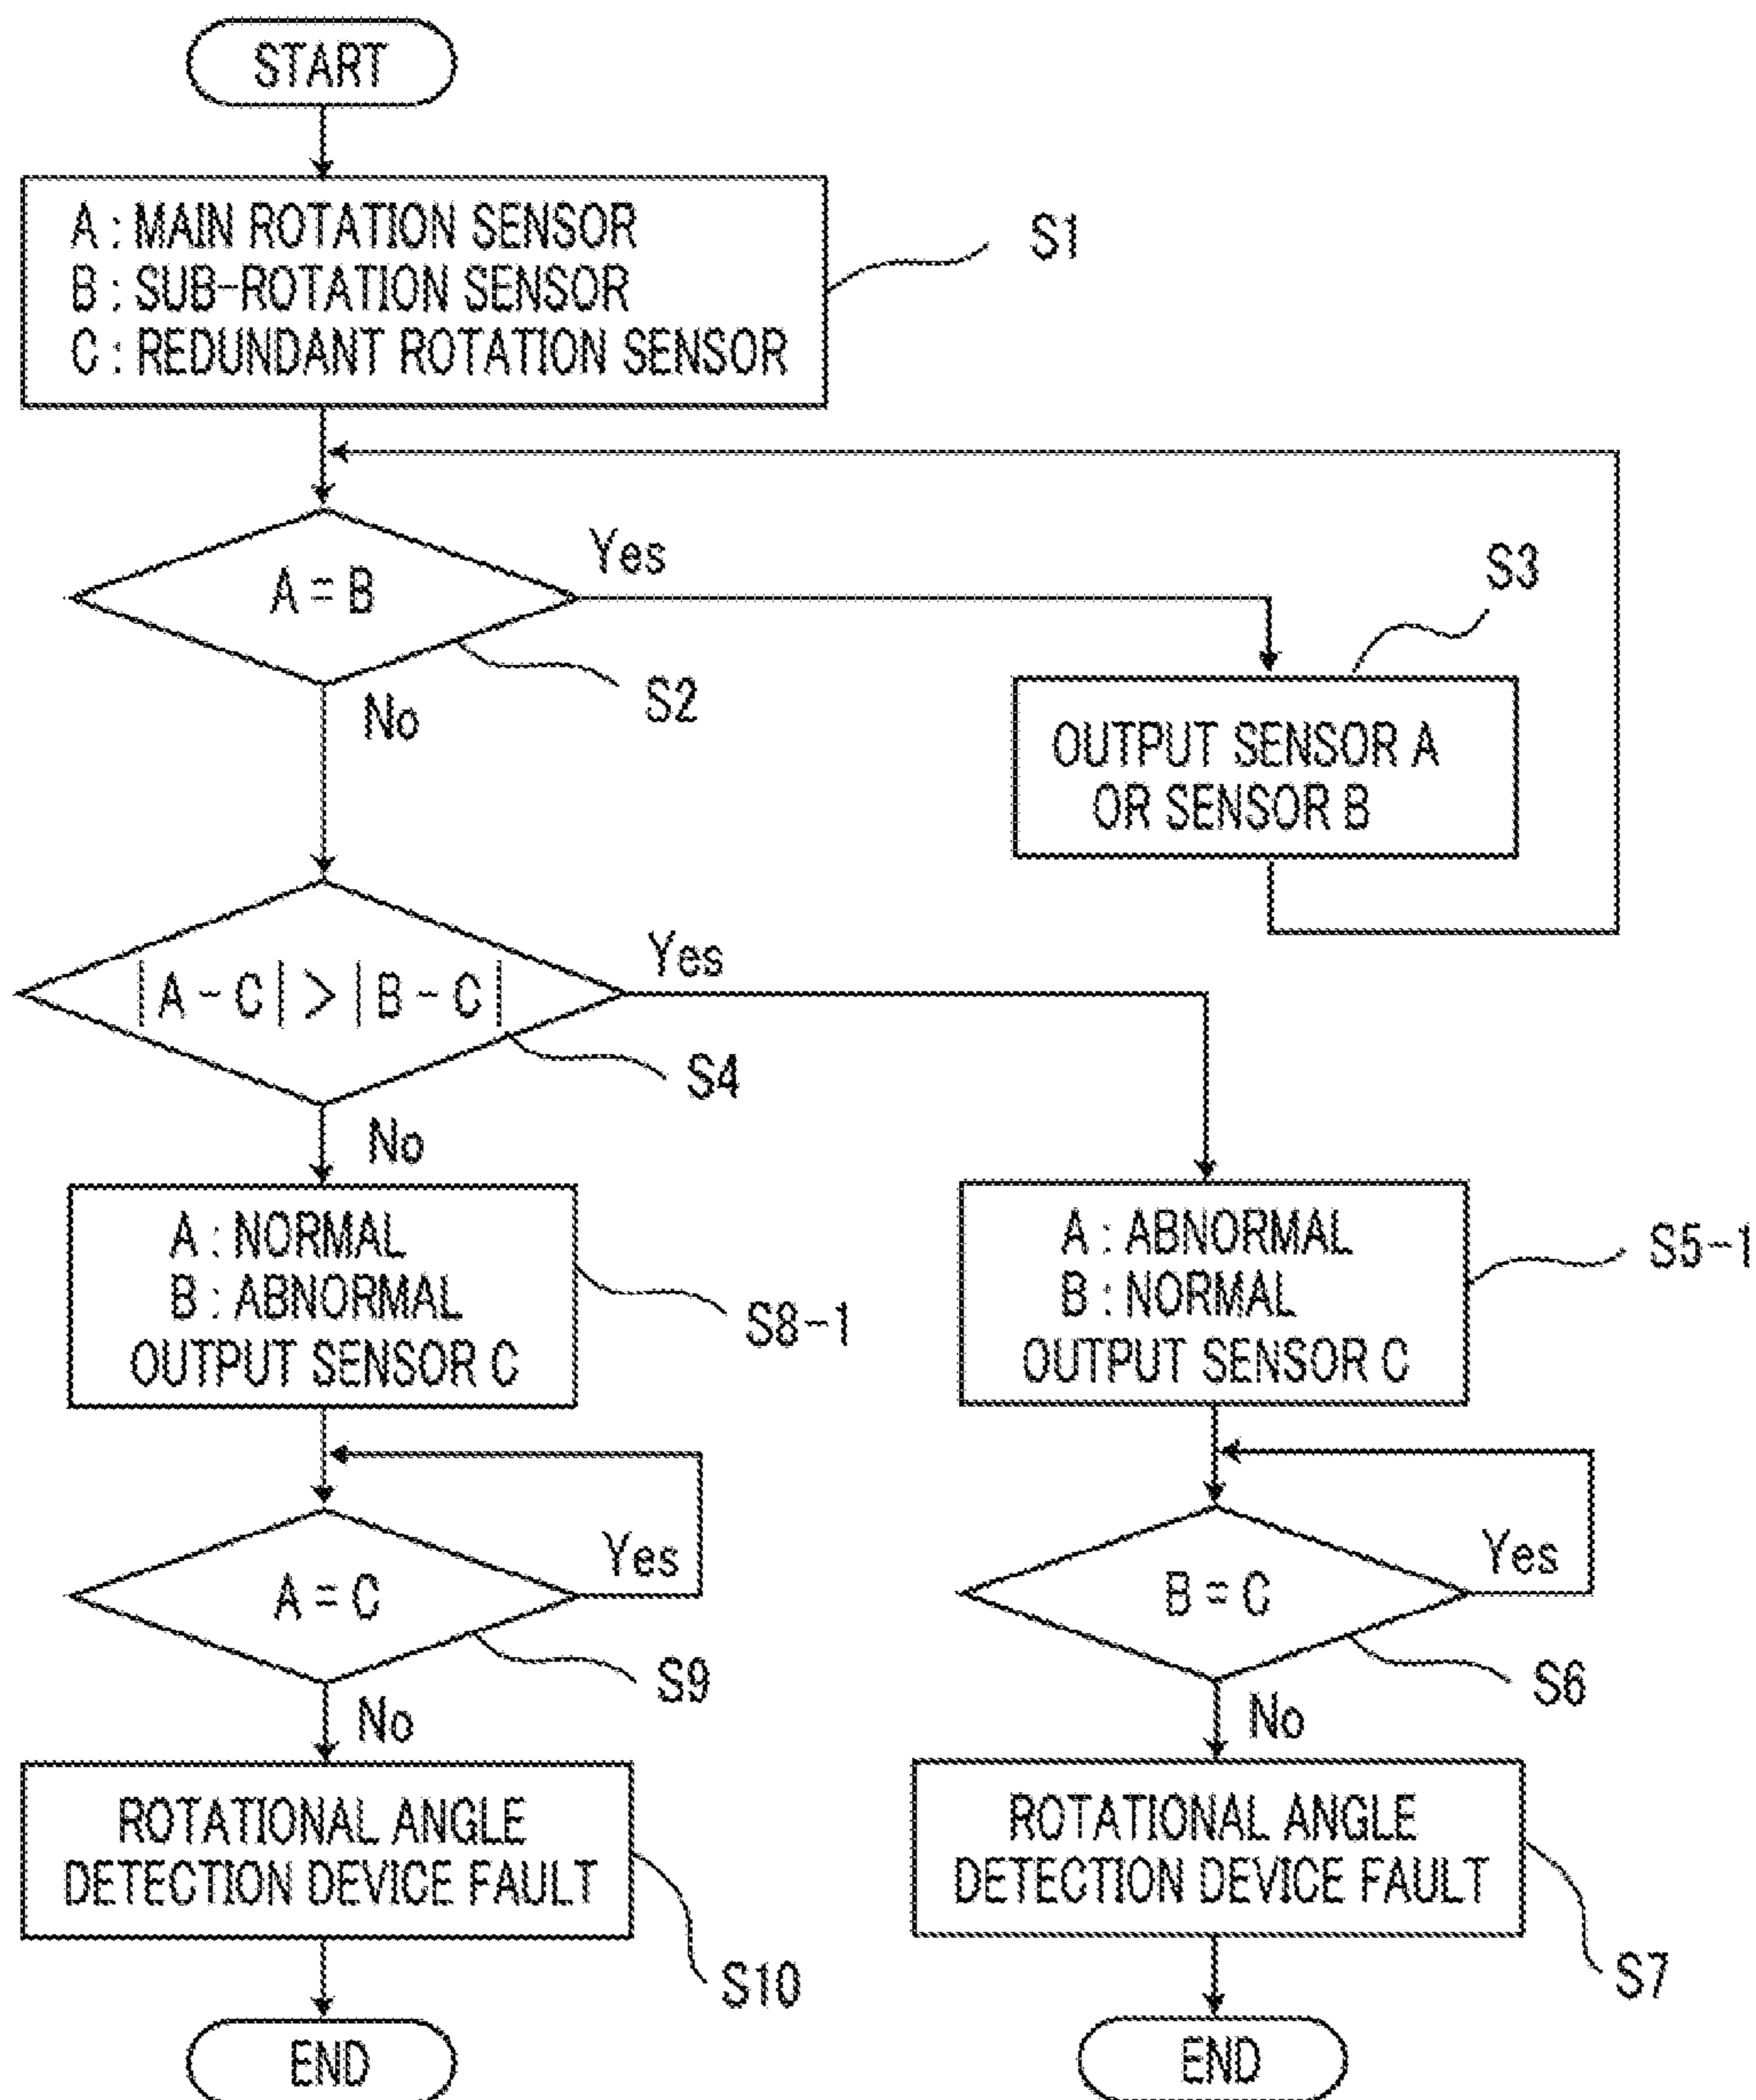 START
A : MAIN ROTATION SENSOR
B : SUB-ROTATION SENSOR
C : REDUNDANT ROTATION SENSOR
S1
A = B
Yes
No
S2
S3
OUTPUT SENSOR A
OR SENSOR B
|A - C| > |B - C|
Yes
No
S4
A : NORMAL
B : ABNORMAL
OUTPUT SENSOR C
S8-1
A : ABNORMAL
B : NORMAL
OUTPUT SENSOR C
S5-1
A = C
Yes
No
S9
B = C
Yes
No
S6
ROTATIONAL ANGLE
DETECTION DEVICE FAULT
S10
ROTATIONAL ANGLE
DETECTION DEVICE FAULT
S7
END
END